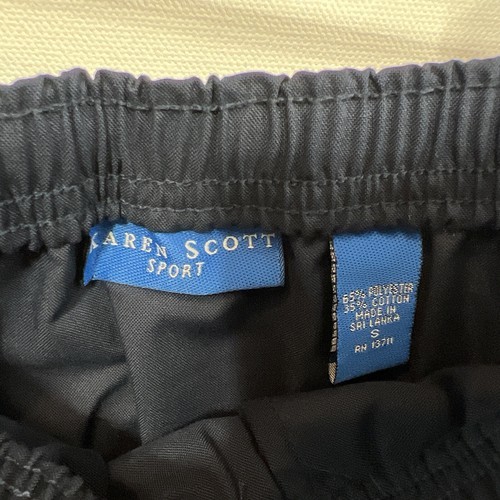 KAREN SCOTT
SPORT
65% POLYESTER
35% COTTON
MADE IN
SRI LANKA
S
RN 13711